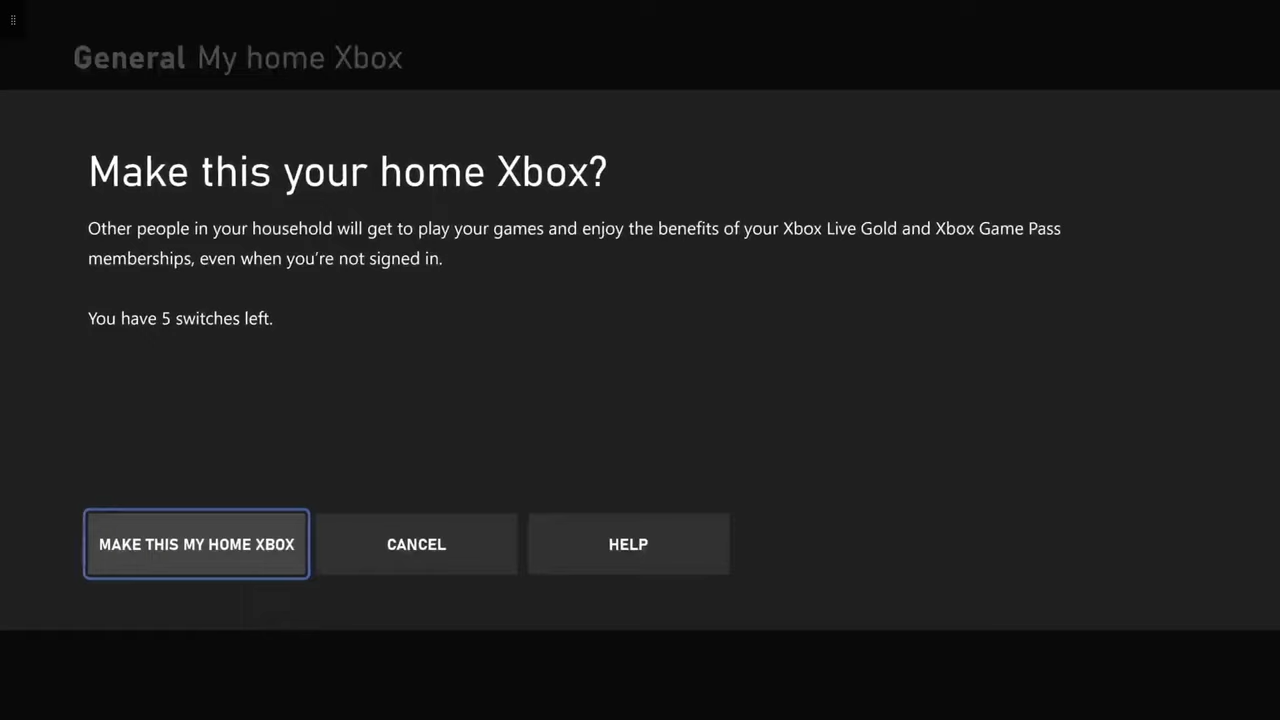 General My home Xbox
Make this your home Xbox?
Other people in your household will get to play your games and enjoy the benefits of your Xbox Live Gold and Xbox Game Pass
memberships, even when you’re not signed in.
You have 5 switches left.
MAKE THIS MY HOME XBOX CANCEL HELP